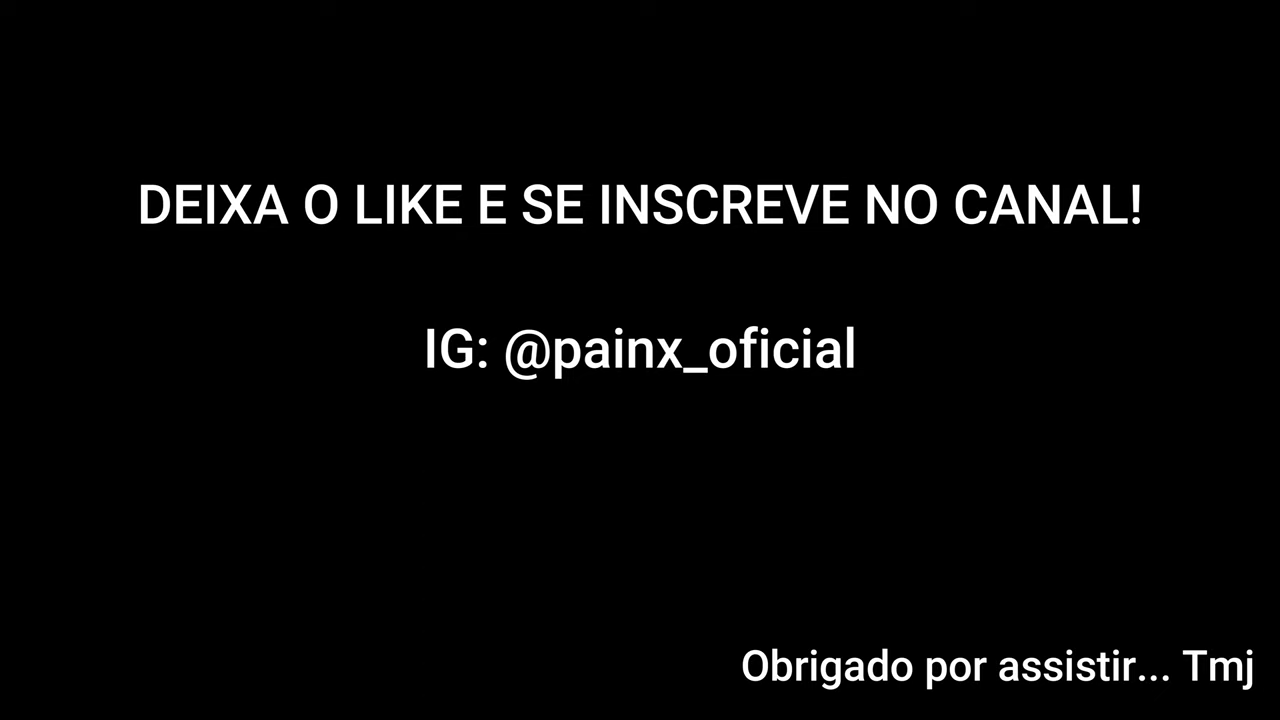 DEIXA O LIKE E SE INSCREVE NO CANAL!
IG: @painx_oficial
Obrigado por assistir... Tmj